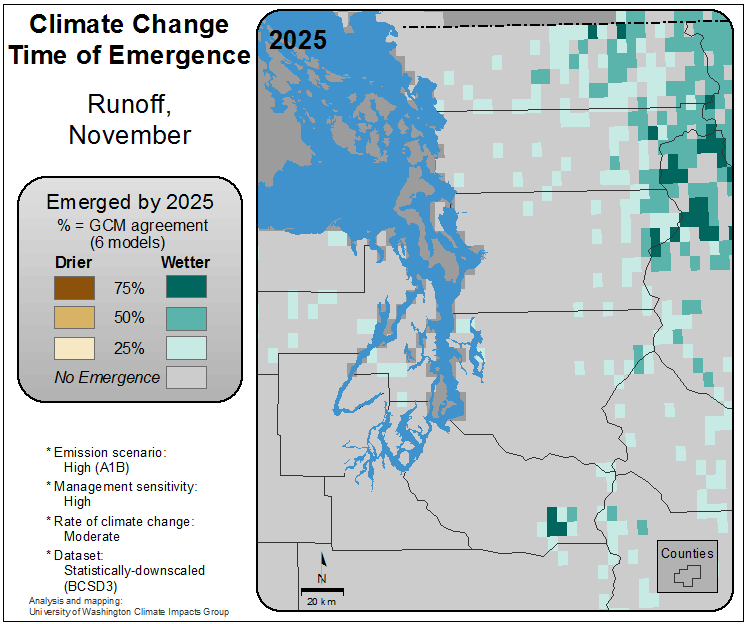 Climate Change
Time of Emergence
Runoff,
November
Emerged by 2025
% = GCM agreement
(6 models)
Drier Wetter
75%
50%
25%
No Emergence
* Emission scenario:
High (A1B)
* Management sensitivity:
High
* Rate of climate change:
Moderate
* Dataset:
Statistically-downscaled
(BCSD3)
Analysis and mapping:
University of Washington Climate Impacts Group
2025
N
20 km
Counties